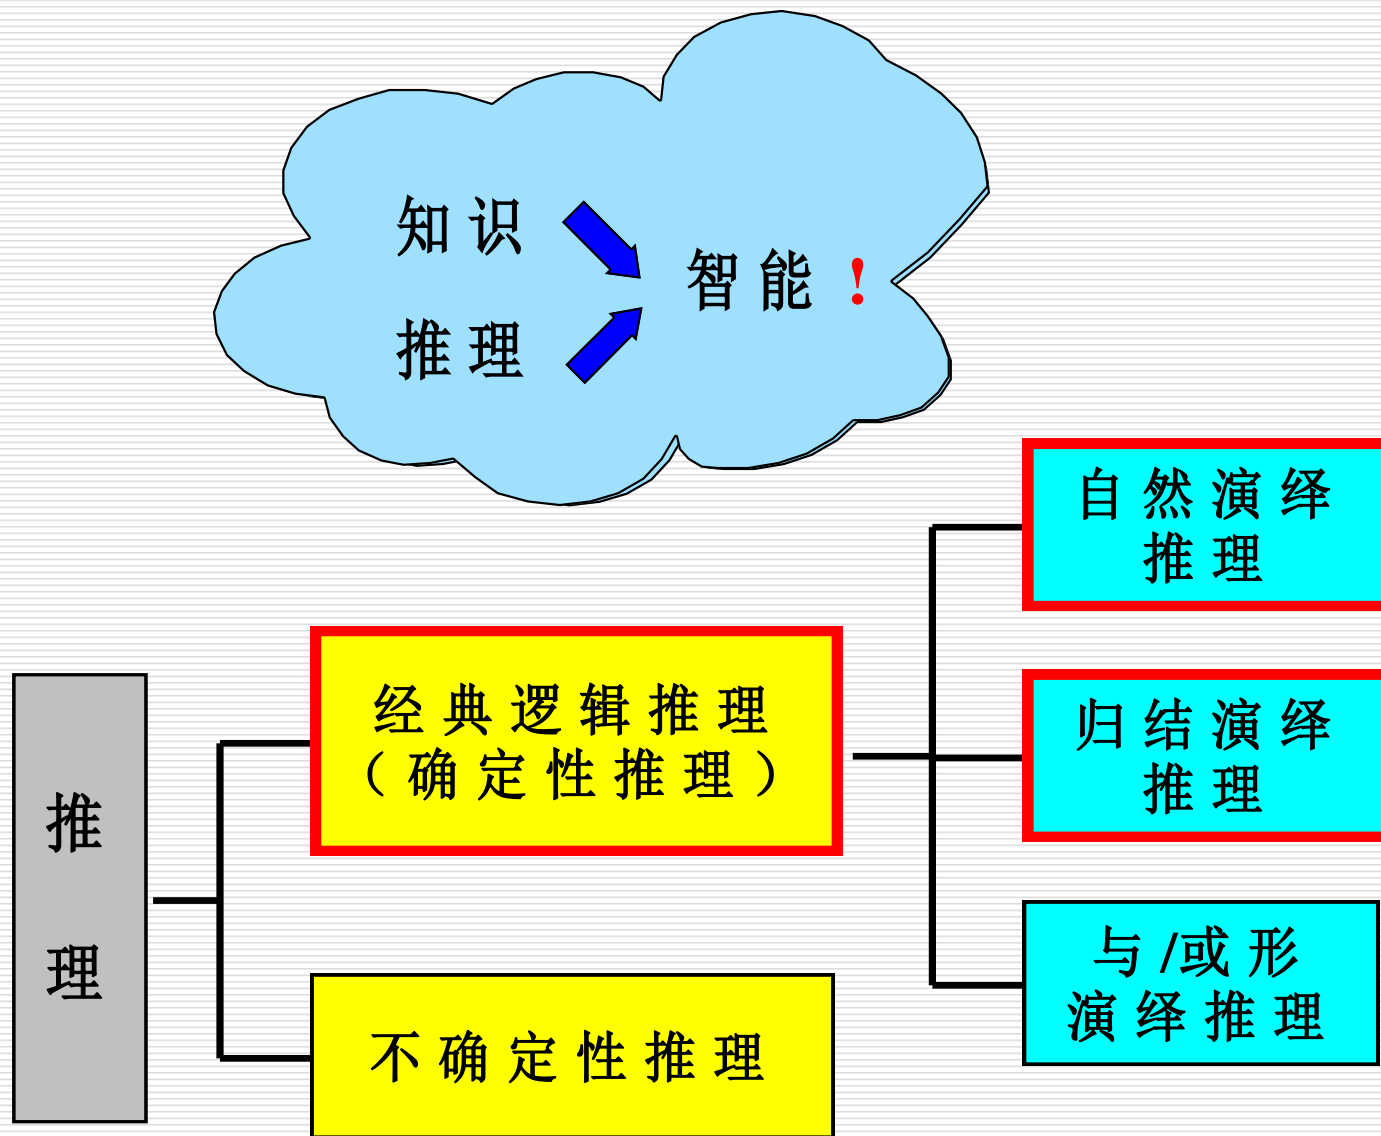 知识
推理
智能！
推
理
经典逻辑推理
（确定性推理）
不确定性推理
自然演绎
推理
归结演绎
推理
与/或形
演绎推理